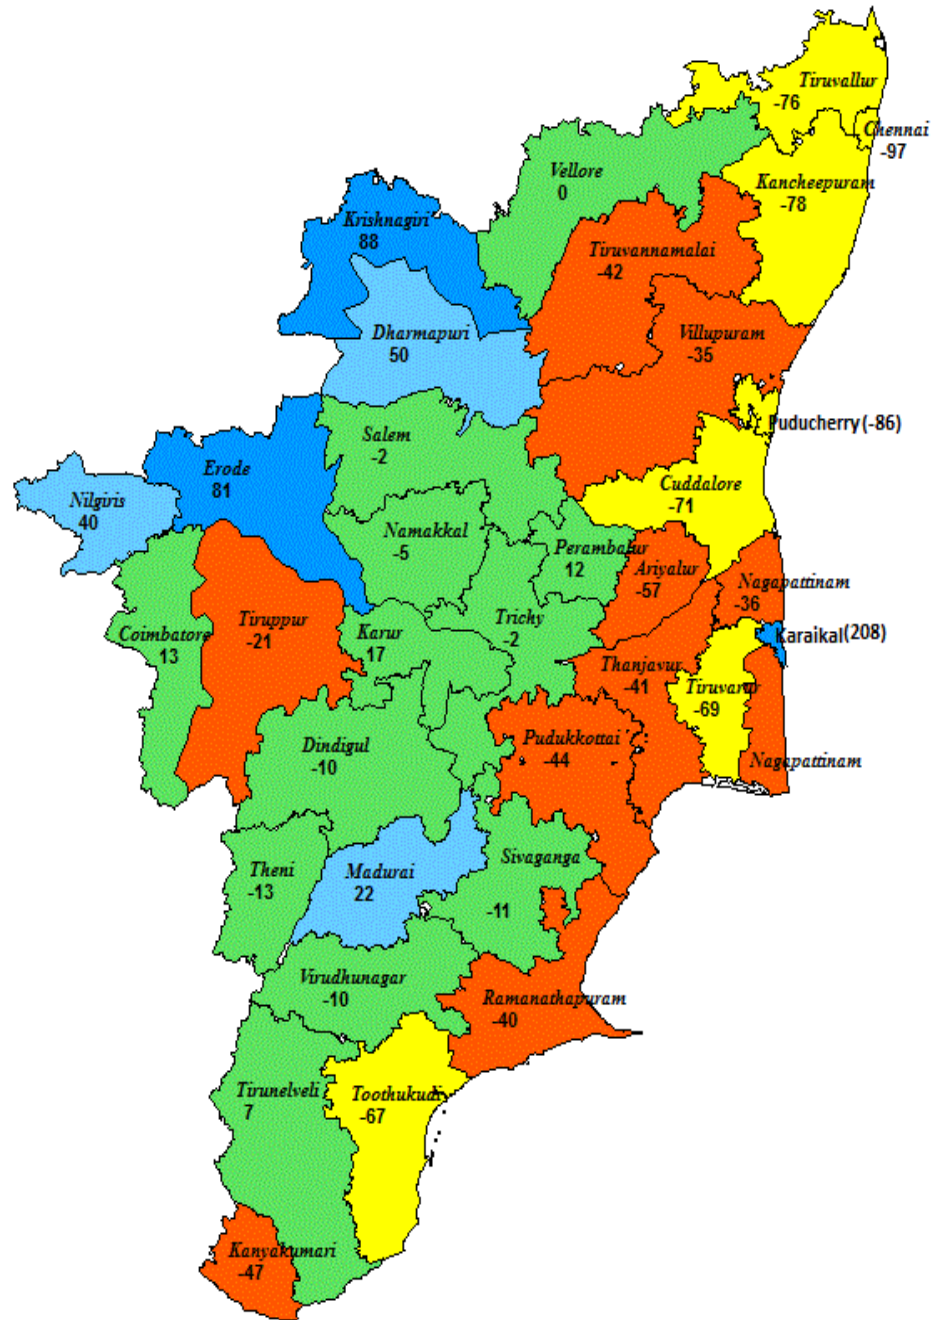 Tiruvallur
-76
Chennai
-97
Kancheepuram
-78
Vellore
0
Krishnagiri
88
Tiruvannamalai
-42
Dharmapuri
50
Villupuram
-35
Puducherry (-86)
Salem
-2
Erode
81
Nilgiris
40
Cuddalore
-71
Namakkal
-5
Perambalur
12
Ariyalur
-57
Nagapattinam
-36
Coimbatore
13
Tiruppur
-21
Karur
17
Trichy
-2
Karaikal (208)
Thanjavur
-41
Tiruvarur
-69
Dindigul
-10
Pudukkottai
-44
Nagapattinam
Theni
-13
Madurai
22
Sivaganga
-11
Virudhunagar
-10
Ramanathapuram
-40
Tirunelveli
7
Toothukudi
-67
Kanyakumari
-47